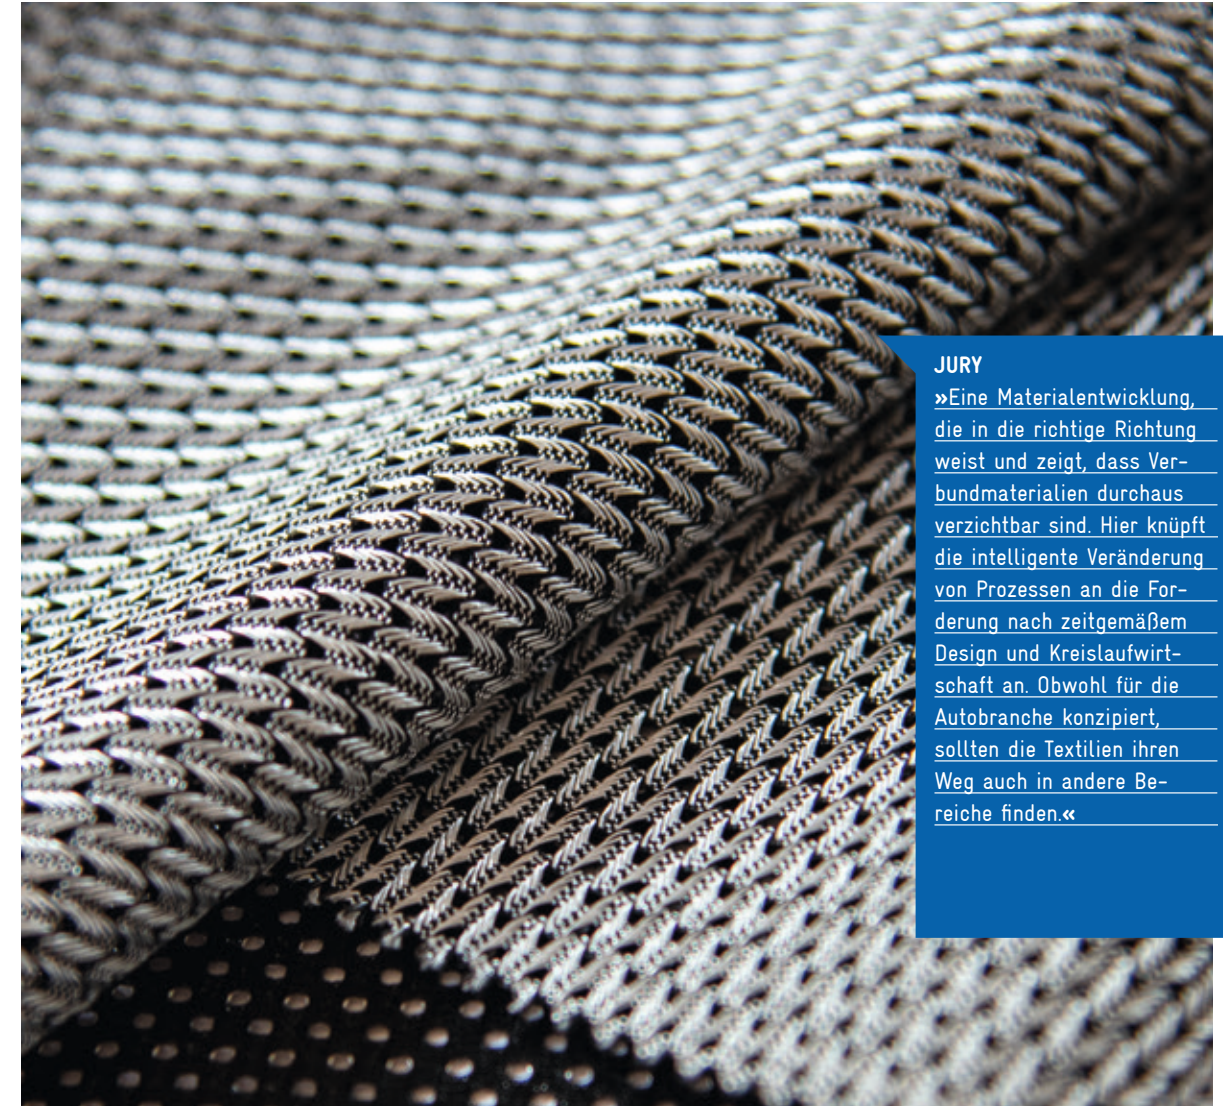 JURY
»Eine Materialentwicklung,
die in die richtige Richtung
weist und zeigt, dass Ver-
bundmaterialien durchaus
verzichtbar sind. Hier knüpft
die intelligente Veränderung
von Prozessen an die For-
derung nach zeitgemäßem
Design und Kreislaufwirt-
schaft an. Obwohl für die
Autobranche konzipiert,
sollten die Textilien ihren
Weg auch in andere Be-
reiche finden.«